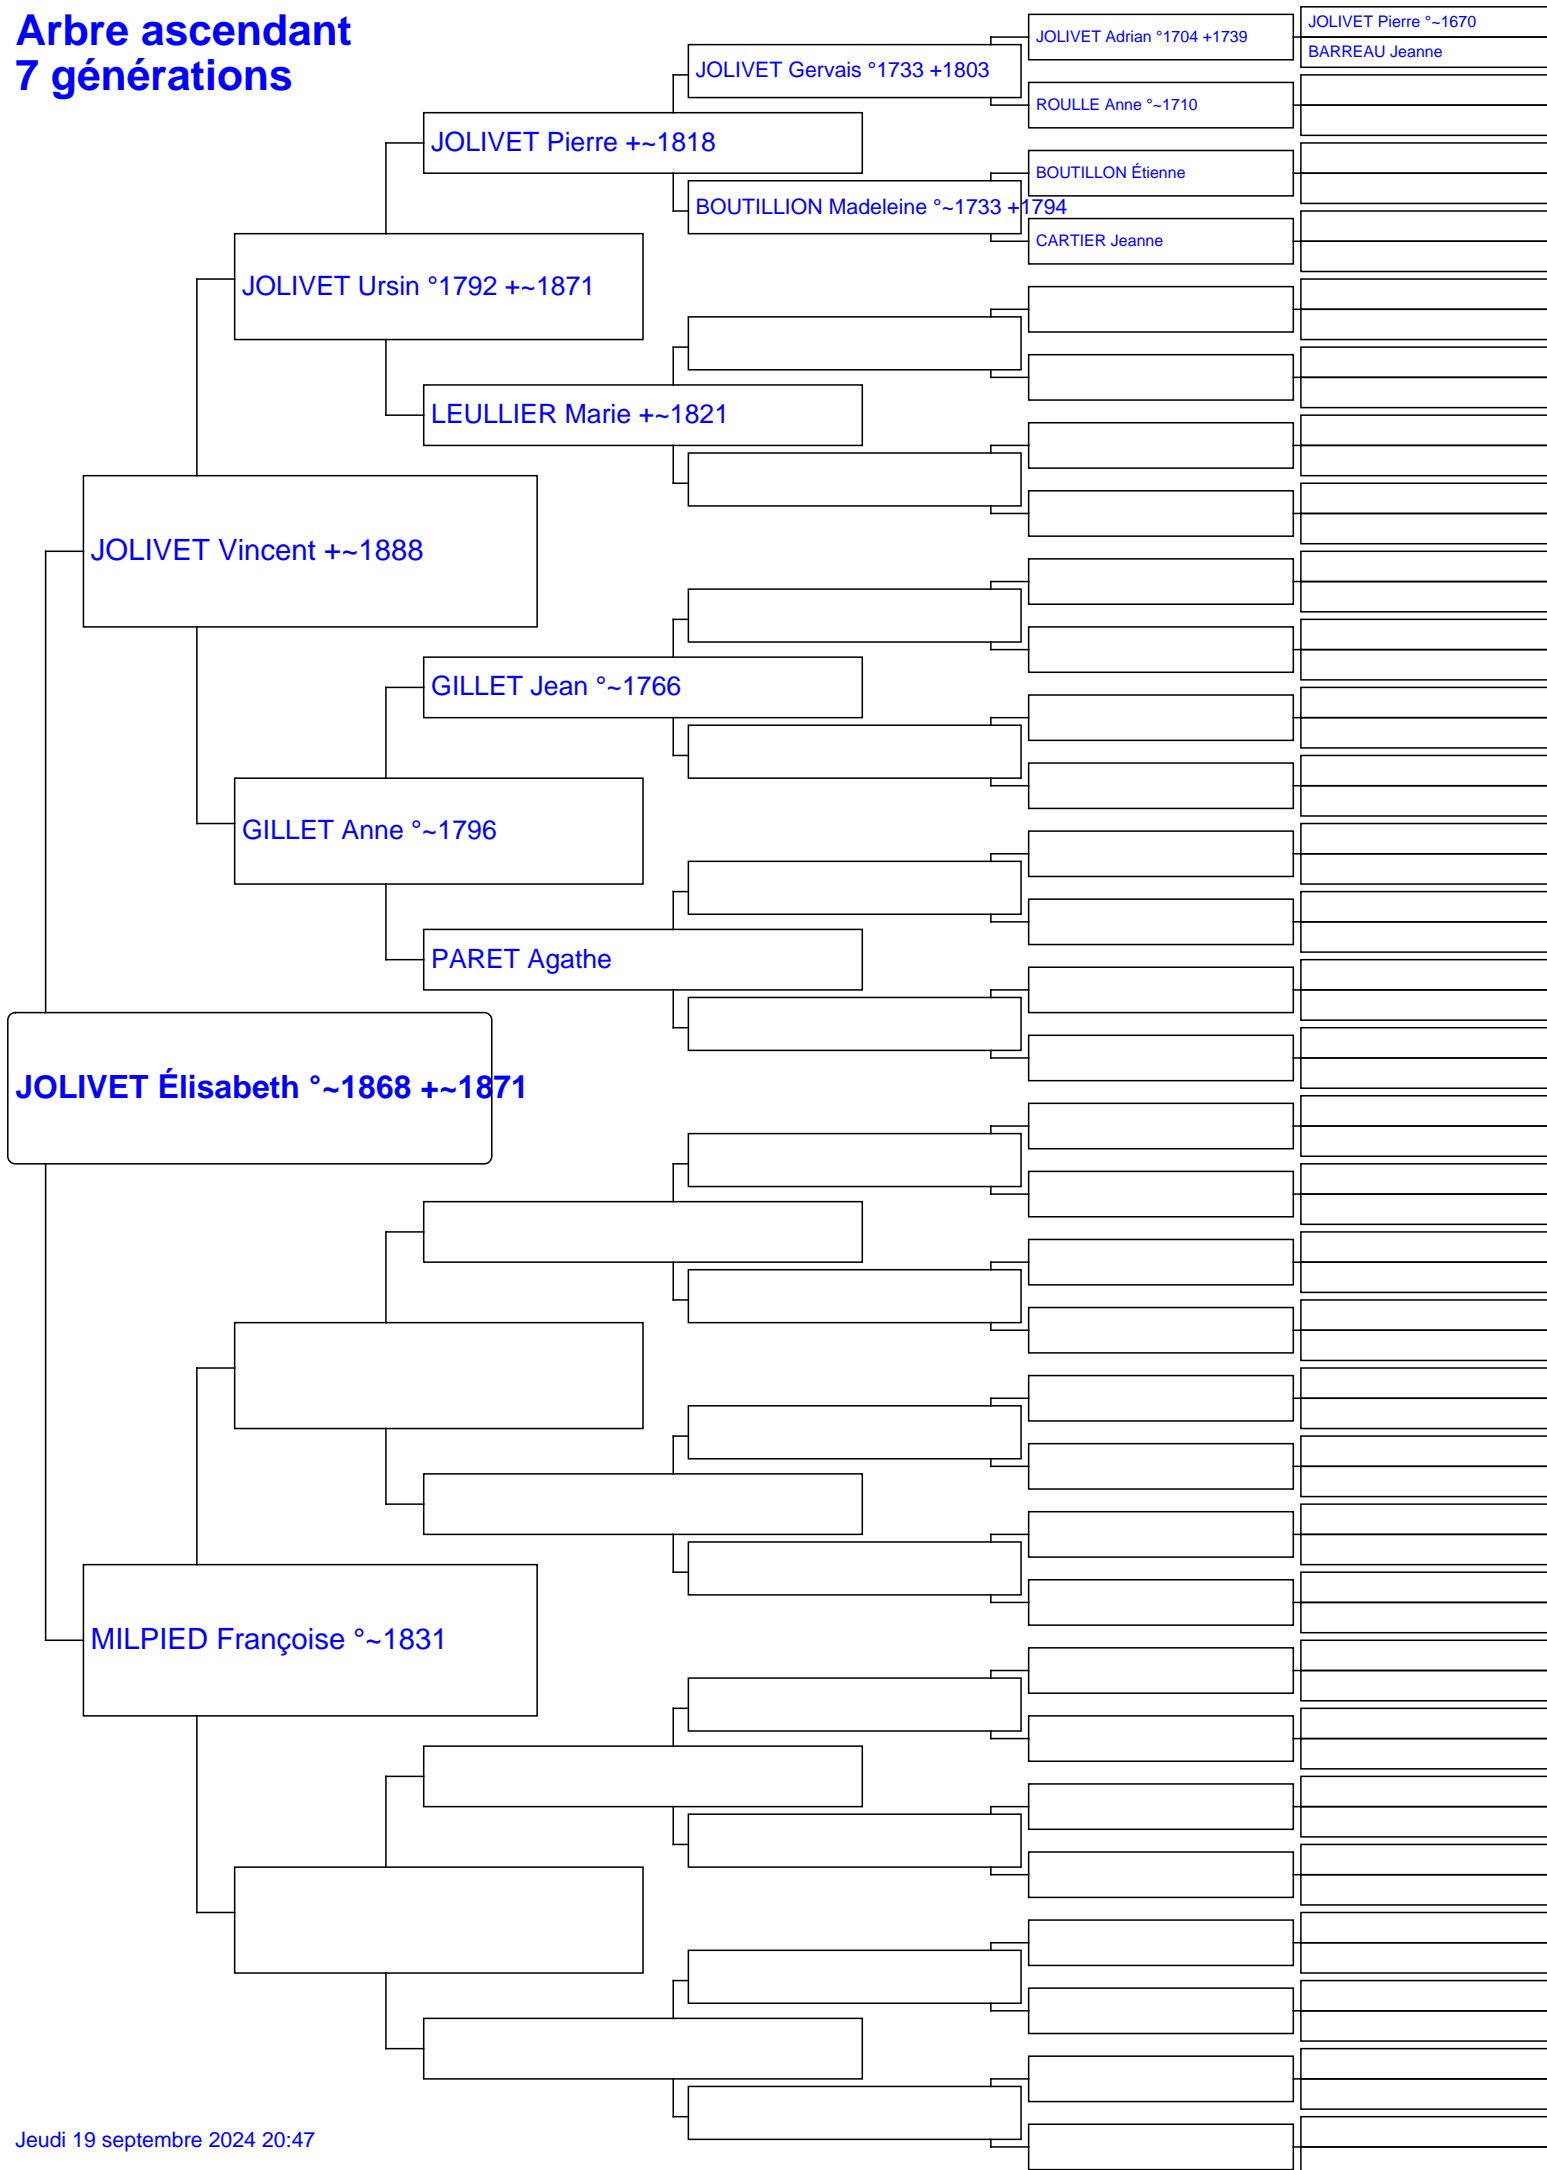 Arbre ascendant
7 générations
JOLIVET Pierre °~1670
JOLIVET Adrian °1704 +1739
BARREAU Jeanne
JOLIVET Gervais °1733 +1803
ROULLE Anne °~1710
JOLIVET Pierre +~1818
BOUTILLON Étienne
BOUTILLION Madeleine °~1733 +1794
CARTIER Jeanne
JOLIVET Ursin °1792 +~1871
LEULLIER Marie +~1821
JOLIVET Vincent +~1888
GILLET Jean °~1766
GILLET Anne °~1796
PARET Agathe
JOLIVET Élisabeth °~1868 +~1871
MILPIED Françoise °~1831
Jeudi 19 septembre 2024 20:47